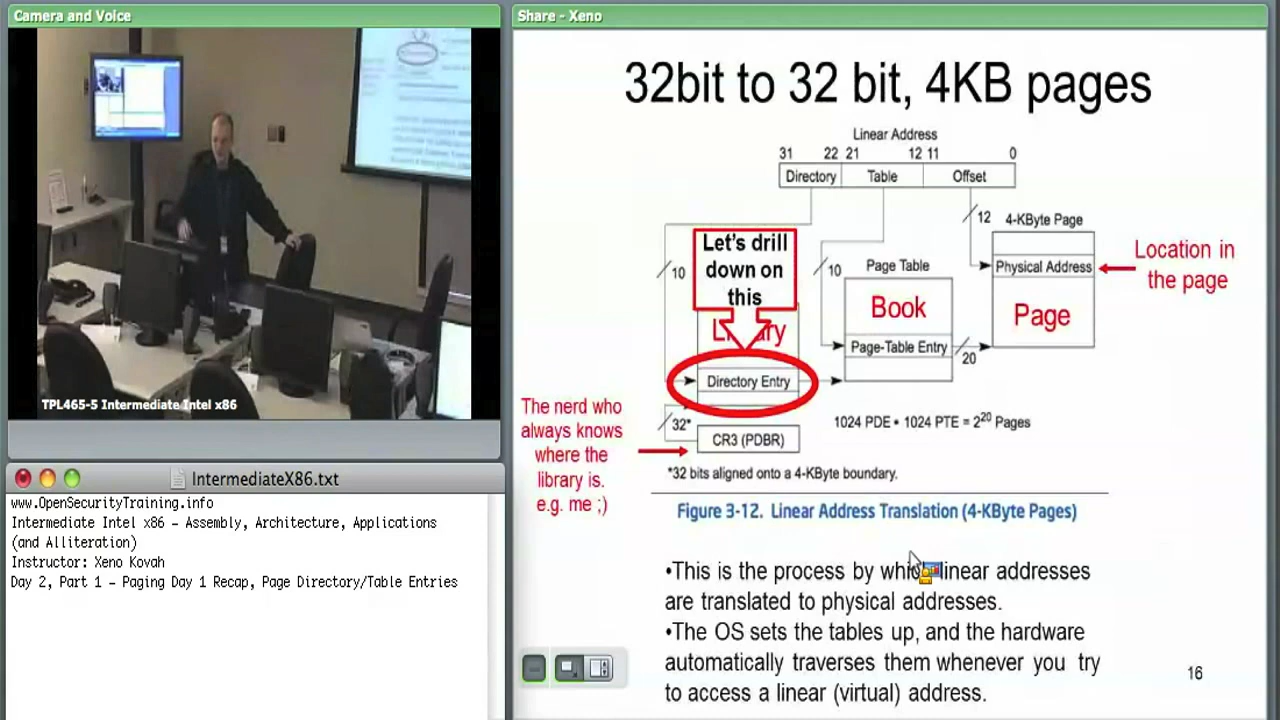 Camera and Voice
TPL465-5 Intermediate Intel x86
IntermediateX86.txt
www.OpenSecurityTraining.info
Intermediate Intel x86 – Assembly, Architecture, Applications
(and Alliteration)
Instructor: Xeno Kovah
Day 2, Part 1 – Paging Day 1 Recap, Page Directory/Table Entries
Share - Xeno
32bit to 32 bit, 4KB pages
Linear Address
31 22 21 12 11 0
Directory Table Offset
12 4-KByte Page
Let's drill
down on
this
10
10
Page Table
Physical Address
Location in
the page
Book
Page
Page-Table Entry
20
Directory Entry
The nerd who
always knows
where the
library is.
e.g. me ;)
32*
CR3 (PDBR)
1024 PDE • 1024 PTE = 2²⁰ Pages
*32 bits aligned onto a 4-KByte boundary.
Figure 3-12. Linear Address Translation (4-KByte Pages)
•This is the process by which linear addresses
are translated to physical addresses.
•The OS sets the tables up, and the hardware
automatically traverses them whenever you try
to access a linear (virtual) address.
16